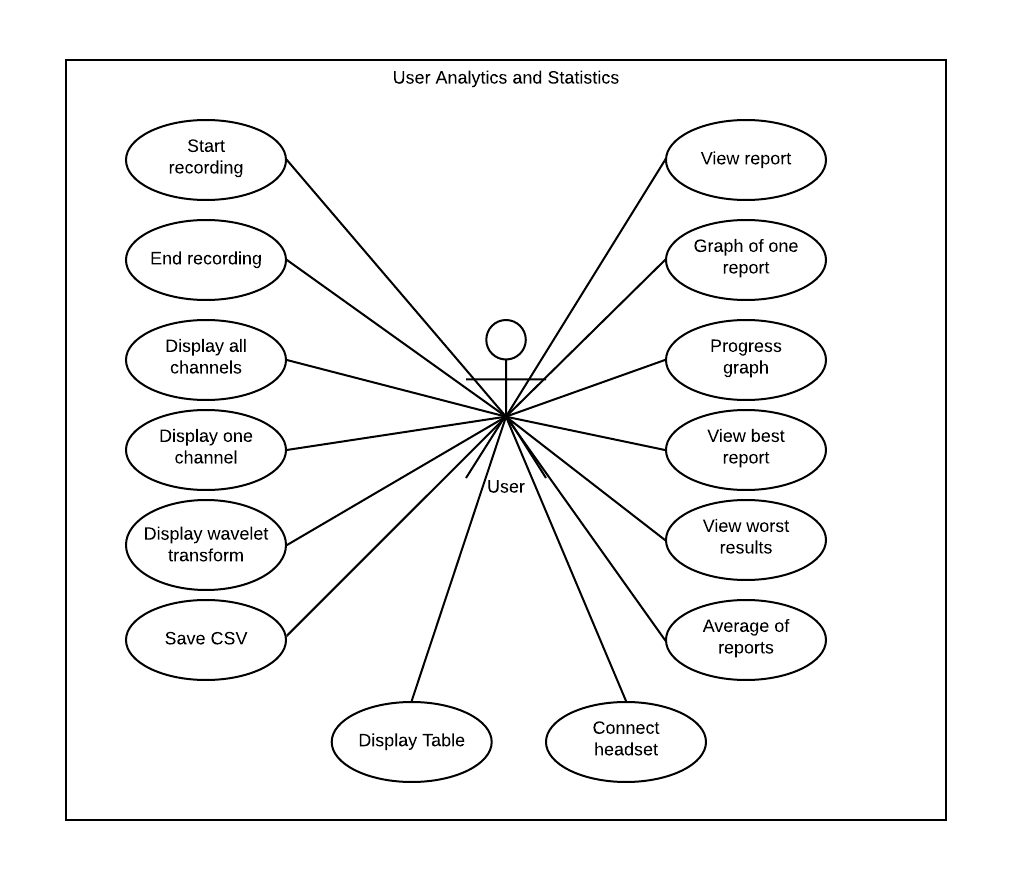 User Analytics and Statistics
Start
recording
End recording
Display all
channels
Display one
channel
Display wavelet
transform
Save CSV
Display Table
User
View report
Graph of one
report
Progress
graph
View best
report
View worst
results
Average of
reports
Connect
headset